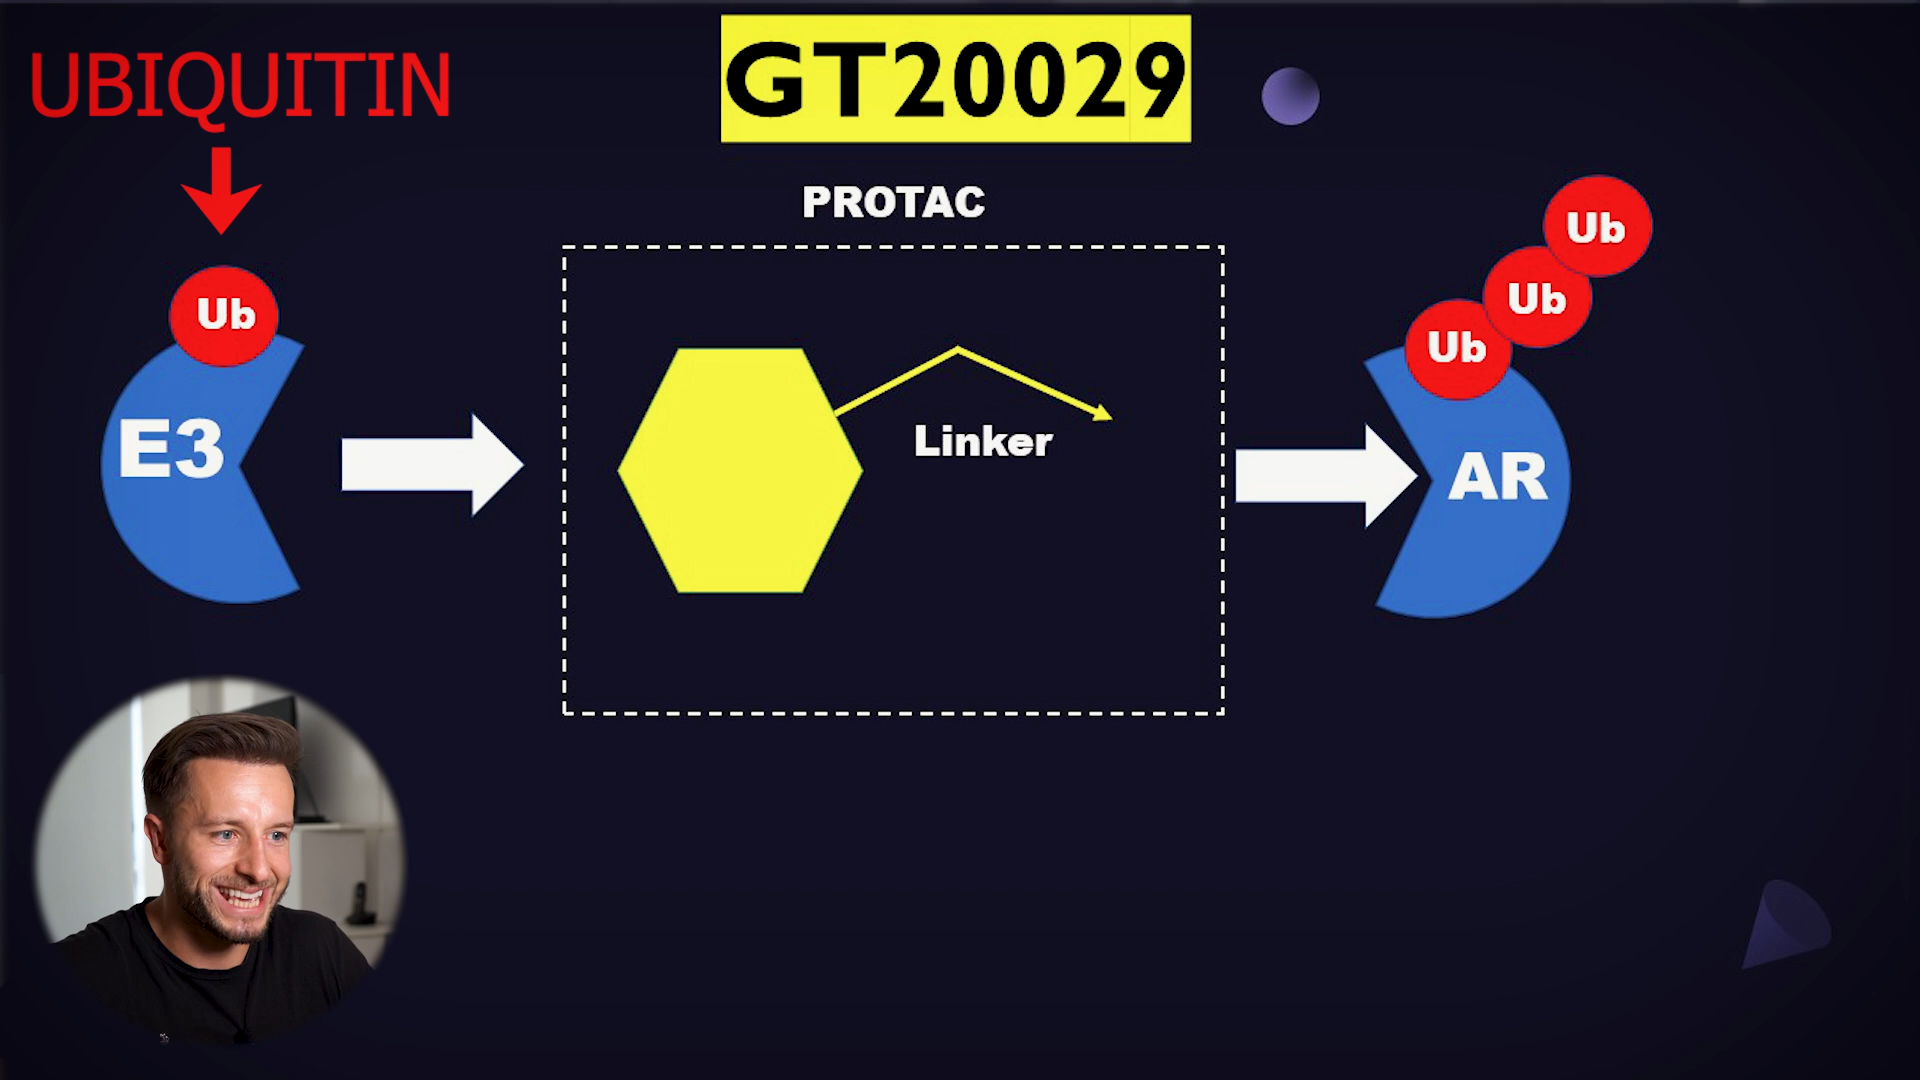 UBIQUITIN
GT20029
PROTAC
Ub
E3
Linker
Ub
Ub
Ub
AR